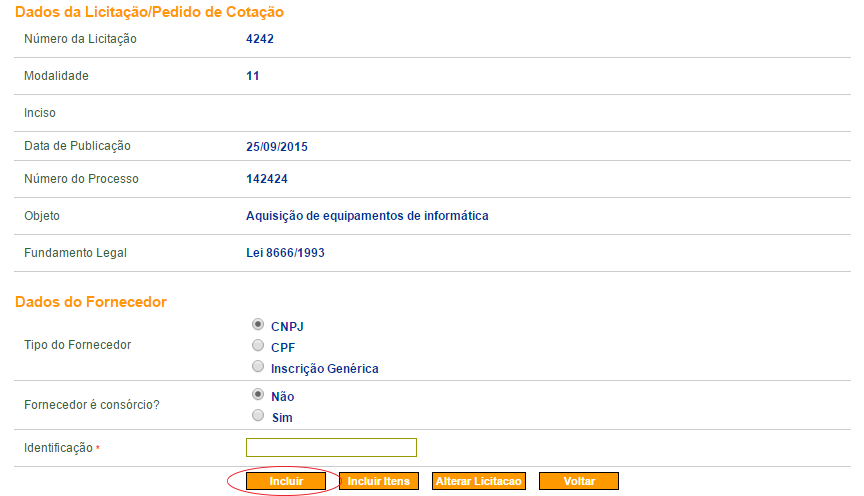 Dados da Licitação/Pedido de Cotação
Número da Licitação 4242
Modalidade 11
Inciso
Data de Publicação 25/09/2015
Número do Processo 142424
Objeto Aquisição de equipamentos de informática
Fundamento Legal Lei 8666/1993
Dados do Fornecedor
Tipo do Fornecedor
CNPJ
CPF
Inscrição Genérica
Fornecedor é consórcio?
Não
Sim
Identificação *
Incluir Incluir Itens Alterar Licitacao Voltar